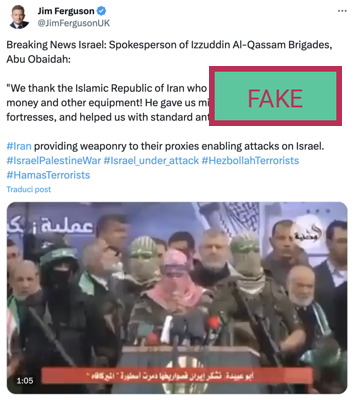 Jim Ferguson
@JimFergusonUK
Breaking News Israel: Spokesperson of Izzuddin Al-Qassam Brigades,
Abu Obaidah:
"We thank the Islamic Republic of Iran who
money and other equipment! He gave us
FAKE
fortresses, and helped us with standard
#Iran providing weaponry to their proxies enabling attacks on Israel.
#IsraelPalestineWar #Israel_under_attack #HezbollahTerrorists
#HamasTerrorists
Traduci post
عملية
أبو عبيدة: نشكر إيران فصواريخها دمرت أسطورة " الميركافاه "
1:05